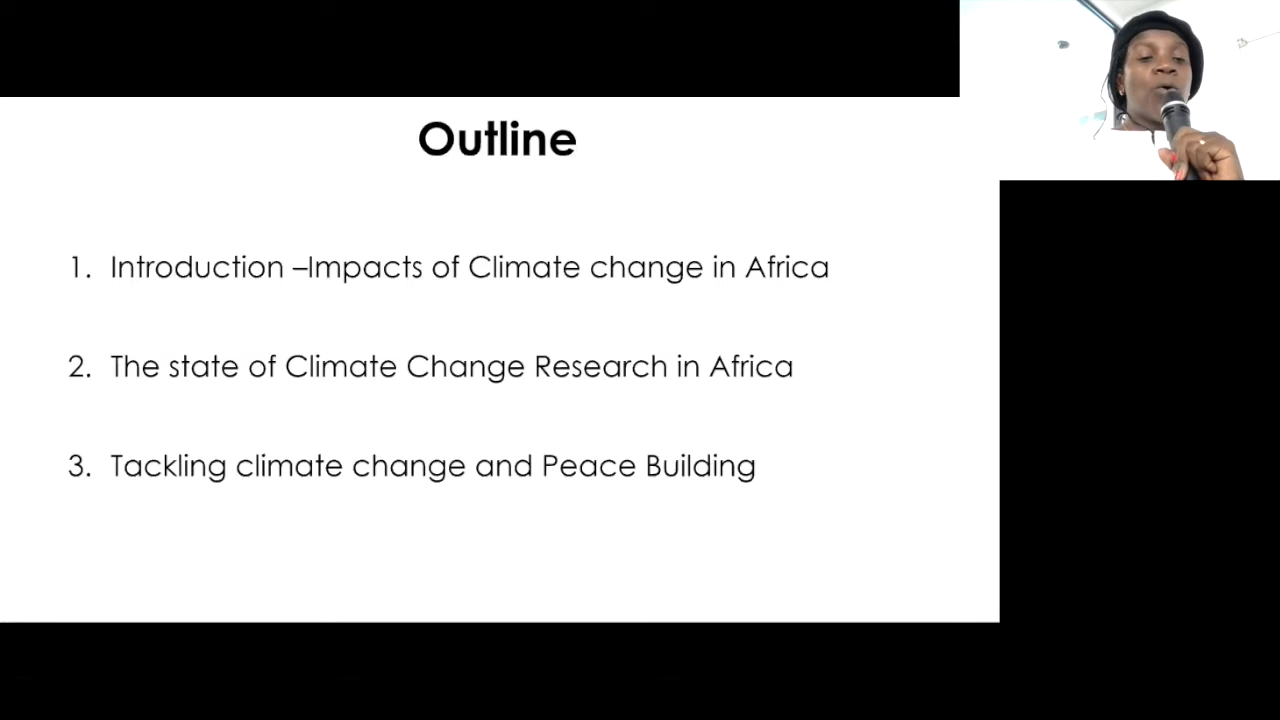 Outline
1. Introduction –Impacts of Climate change in Africa
2. The state of Climate Change Research in Africa
3. Tackling climate change and Peace Building